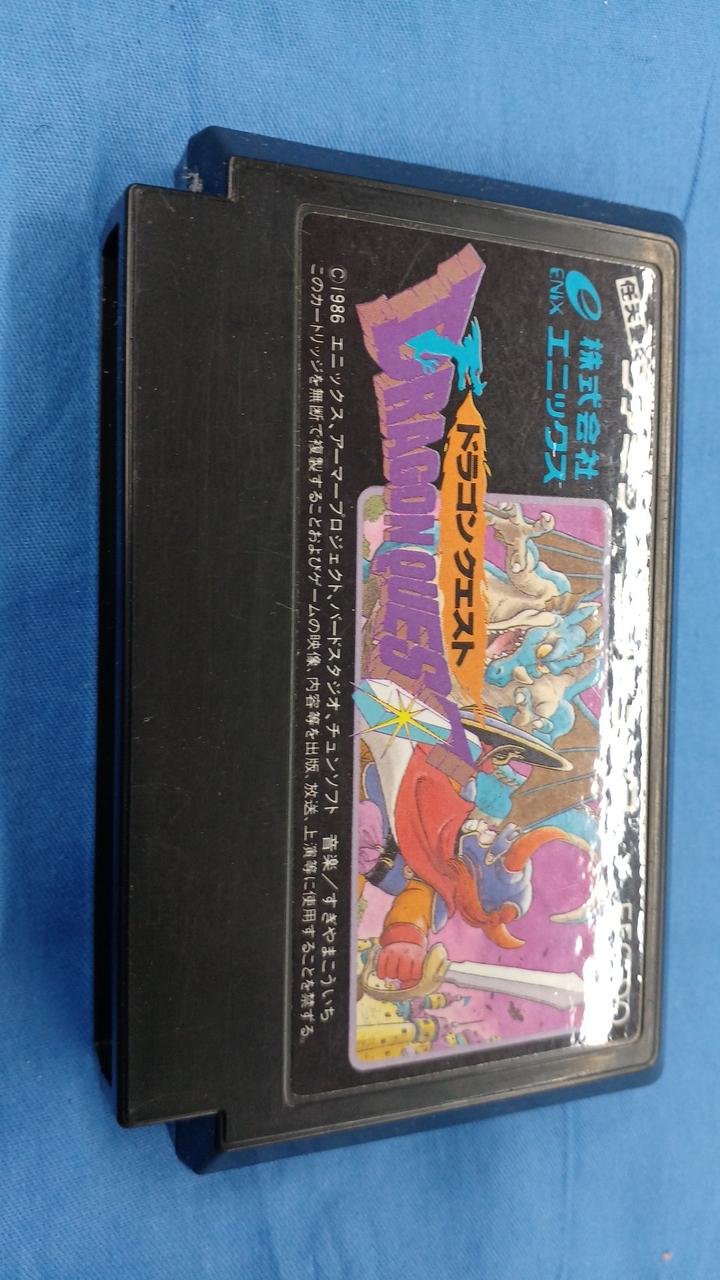 株式会社
エニックス
ENIX
ドラゴンクエスト
DRAGON QUEST
©1986 エニックス、アーマープロジェクト、バードスタジオ、チュンソフト 音楽／すぎやまこういち
このカートリッジを無断で複製することおよびゲームの映像、内容等を出版、放送、上演等に使用することを禁ずる。